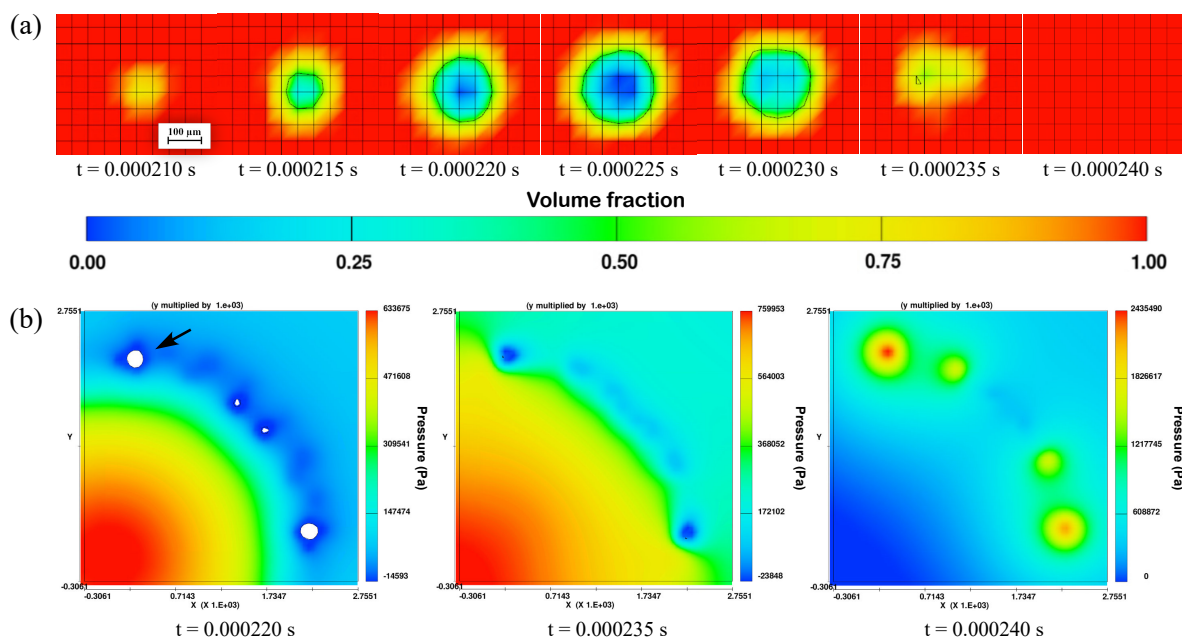 (a)
100 µm
t = 0.000210 s t = 0.000215 s t = 0.000220 s t = 0.000225 s t = 0.000230 s t = 0.000235 s t = 0.000240 s
Volume fraction
0.00 0.25 0.50 0.75 1.00
(b)
(y multiplied by 1.e+03) (y multiplied by 1.e+03) (y multiplied by 1.e+03)
2.7551 633675 2.7551 759953 2.7551 2435490
471608 564003 1826617
Y 309541 Pressure (Pa) Y 368052 Pressure (Pa) Y 1217745 Pressure (Pa)
147474 172102 608872
-0.3061 -14593 -0.3061 -23848 -0.3061 0
-0.3061 0.7143 1.7347 2.7551 -0.3061 0.7143 1.7347 2.7551 -0.3061 0.7143 1.7347 2.7551
X (X 1.E+03) X (X 1.E+03) X (X 1.E+03)
t = 0.000220 s t = 0.000235 s t = 0.000240 s